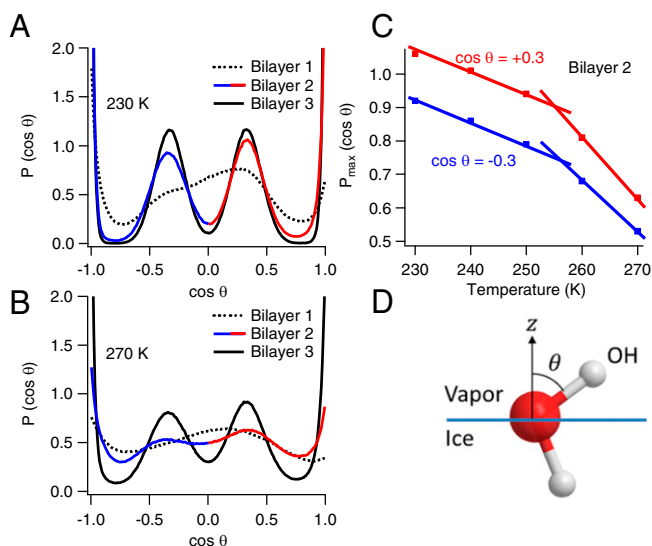 A
2.0
1.5
1.0
0.5
0.0
P (cos θ)
230 K
Bilayer 1
Bilayer 2
Bilayer 3
-1.0 -0.5 0.0 0.5 1.0
cos θ
B
2.0
1.5
1.0
0.5
0.0
P (cos θ)
270 K
Bilayer 1
Bilayer 2
Bilayer 3
-1.0 -0.5 0.0 0.5 1.0
cos θ
C
1.0
0.9
0.8
0.7
0.6
0.5
Pmax (cos θ)
cos θ = +0.3
Bilayer 2
cos θ = -0.3
230 240 250 260 270
Temperature (K)
D
z
θ
OH
Vapor
Ice